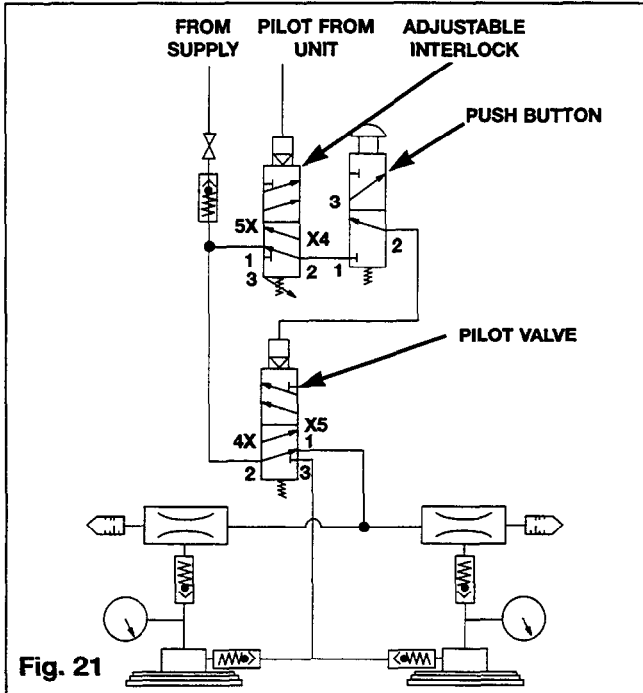 FROM SUPPLY
PILOT FROM UNIT
ADJUSTABLE INTERLOCK
PUSH BUTTON
3
5X
X4
1
2
1
2
3
PILOT VALVE
X5
4X
1
2
3
Fig. 21